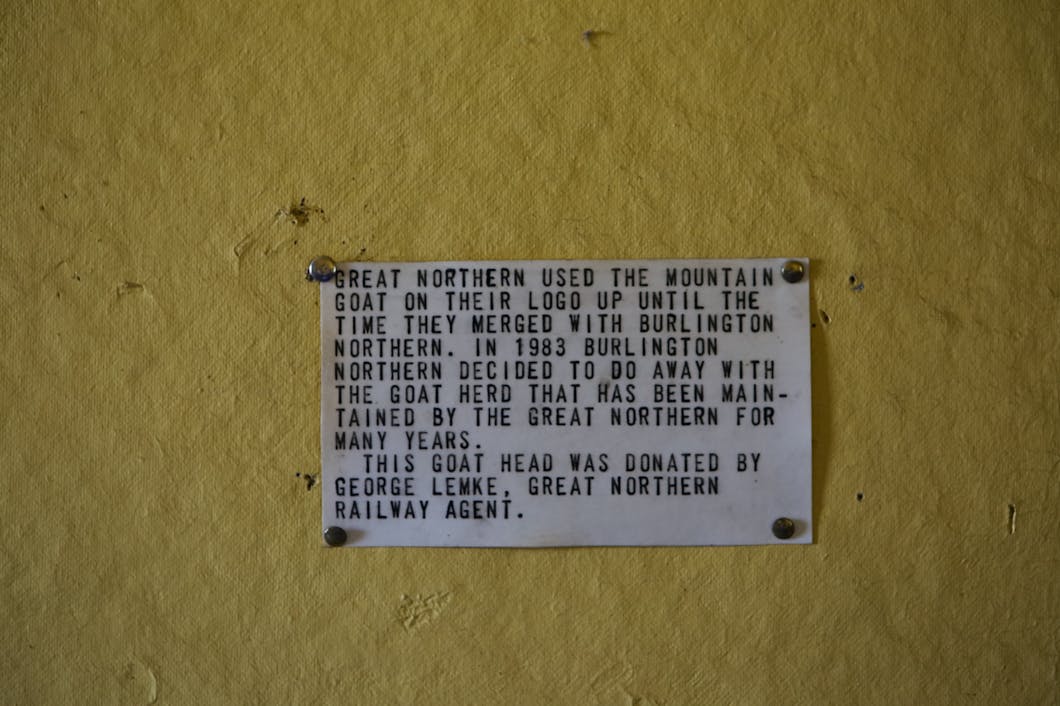 GREAT NORTHERN USED THE MOUNTAIN
GOAT ON THEIR LOGO UP UNTIL THE
TIME THEY MERGED WITH BURLINGTON
NORTHERN. IN 1983 BURLINGTON
NORTHERN DECIDED TO DO AWAY WITH
THE GOAT HERD THAT HAS BEEN MAIN-
TAINED BY THE GREAT NORTHERN FOR
MANY YEARS.
THIS GOAT HEAD WAS DONATED BY
GEORGE LEMKE, GREAT NORTHERN
RAILWAY AGENT.